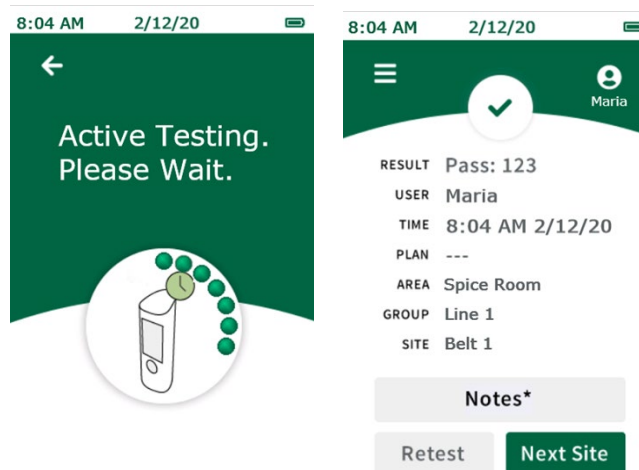 8:04 AM 2/12/20
Active Testing.
Please Wait.
8:04 AM 2/12/20
Maria
RESULT Pass: 123
USER Maria
TIME 8:04 AM 2/12/20
PLAN ---
AREA Spice Room
GROUP Line 1
SITE Belt 1
Notes*
Retest Next Site